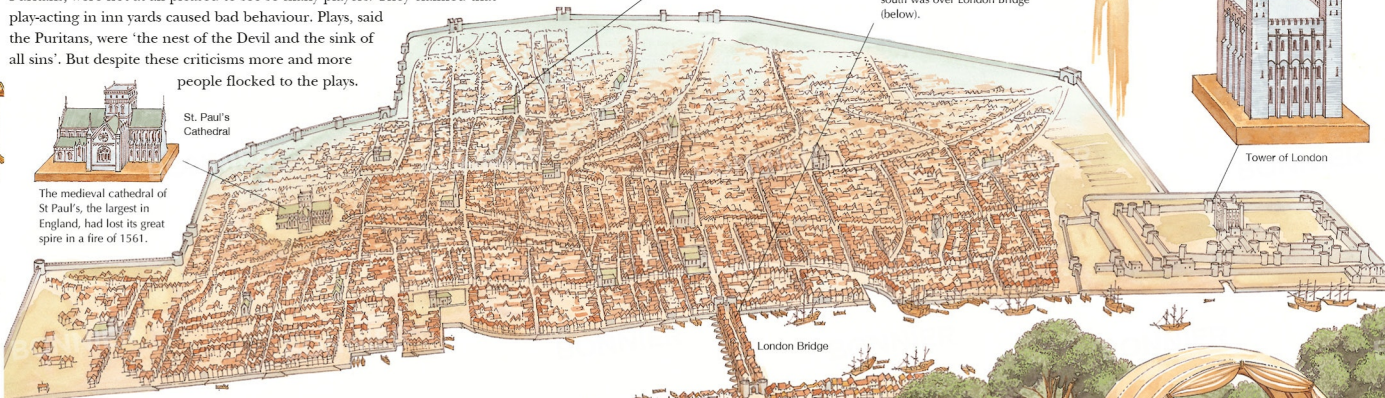 play-acting in inn yards caused bad behaviour. Plays, said
the Puritans, were ‘the nest of the Devil and the sink of
all sins’. But despite these criticisms more and more
people flocked to the plays.
south was over London Bridge
(below).
St. Paul's
Cathedral
The medieval cathedral of
St Paul’s, the largest in
England, had lost its great
spire in a fire of 1561.
Tower of London
London Bridge